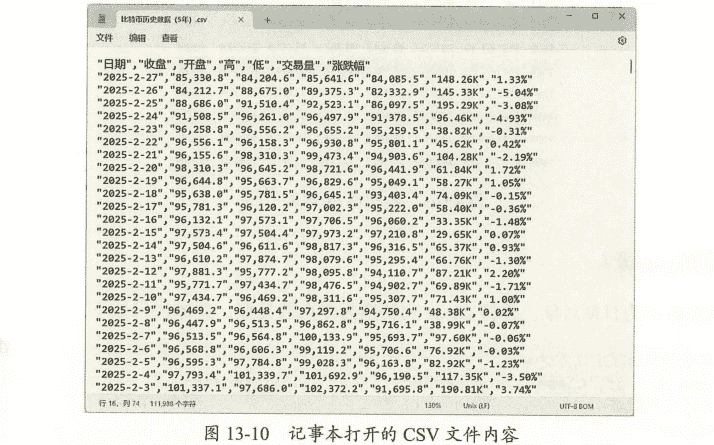 比特币历史数据（5年）.csv
文件 编辑 查看
"日期","收盘","开盘","高","低","交易量","涨跌幅"
"2025-2-27","85,330.8","84,204.6","85,641.6","84,085.5","148.26K","1.33%"
"2025-2-26","84,212.7","88,675.0","89,375.3","82,332.9","145.33K","-5.04%"
"2025-2-25","88,686.0","91,510.4","92,523.1","86,097.5","195.29K","-3.08%"
"2025-2-24","91,508.5","96,261.0","96,497.9","91,378.5","96.46K","-4.93%"
"2025-2-23","96,258.8","96,556.2","96,655.2","95,259.5","38.82K","-0.31%"
"2025-2-22","96,556.1","96,158.3","96,930.8","95,801.1","45.62K","0.42%"
"2025-2-21","96,155.6","98,310.3","99,473.4","94,903.6","104.28K","-2.19%"
"2025-2-20","98,310.3","96,645.2","98,721.6","96,441.9","61.84K","1.72%"
"2025-2-19","96,644.8","95,663.7","96,829.6","95,049.1","58.27K","1.05%"
"2025-2-18","95,638.0","95,781.5","96,645.1","93,403.4","74.09K","-0.15%"
"2025-2-17","95,781.3","96,120.2","97,002.3","95,222.0","58.40K","-0.36%"
"2025-2-16","96,132.1","97,573.1","97,706.5","96,060.2","33.35K","-1.48%"
"2025-2-15","97,573.4","97,504.4","97,973.2","97,210.8","29.65K","0.07%"
"2025-2-14","97,504.6","96,611.6","98,817.3","96,316.5","65.37K","0.93%"
"2025-2-13","96,610.2","97,874.7","98,079.6","95,295.4","66.76K","-1.30%"
"2025-2-12","97,881.3","95,777.2","98,095.8","94,110.7","87.21K","2.20%"
"2025-2-11","95,771.7","97,434.7","98,476.5","94,902.7","69.89K","-1.71%"
"2025-2-10","97,434.7","96,469.2","98,311.6","95,307.7","71.43K","1.00%"
"2025-2-9","96,469.2","96,448.4","97,297.8","94,750.4","48.38K","0.02%"
"2025-2-8","96,447.9","96,513.5","96,862.8","95,716.1","38.99K","-0.07%"
"2025-2-7","96,513.5","96,564.8","100,133.9","95,693.7","97.60K","-0.06%"
"2025-2-6","96,568.8","96,606.3","99,119.2","95,706.6","76.92K","-0.03%"
"2025-2-5","96,595.3","97,784.8","99,028.3","96,163.8","82.92K","-1.23%"
"2025-2-4","97,793.4","101,339.7","101,692.9","96,190.5","117.35K","-3.50%"
"2025-2-3","101,337.1","97,686.0","102,372.2","91,695.8","190.81K","3.74%"
行 16，列 74 111,988 个字符 130% Unix (LF) UTF-8 BOM
图 13-10 记事本打开的 CSV 文件内容